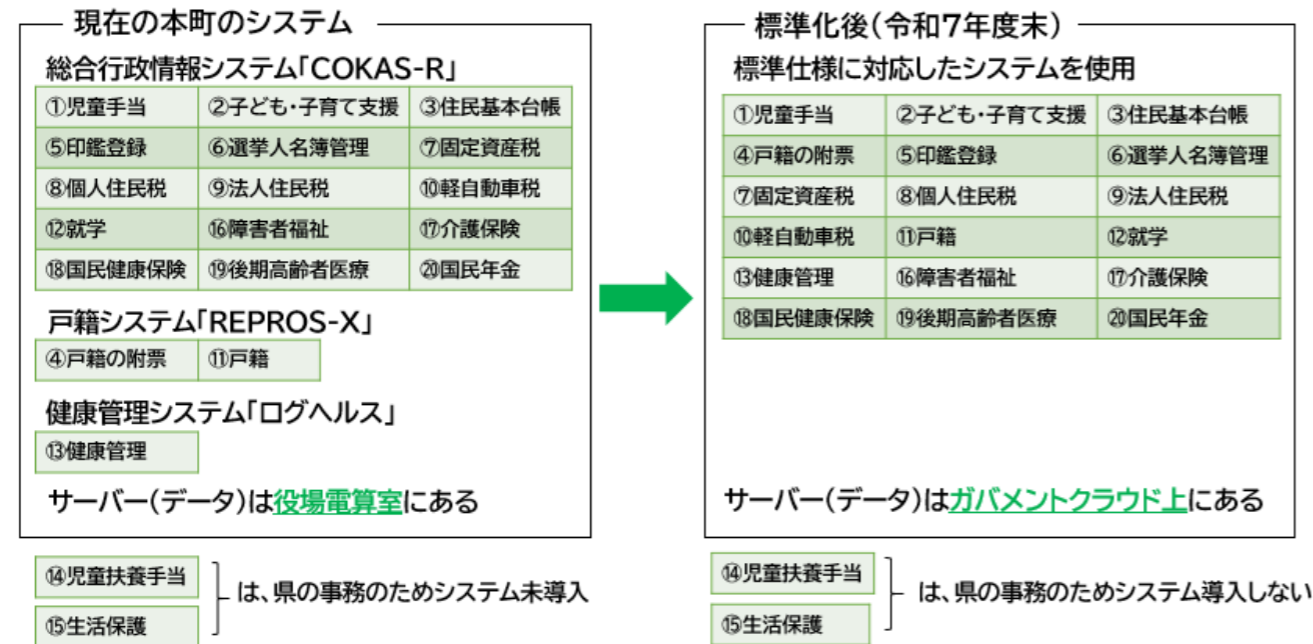 現在の本町のシステム
総合行政情報システム「COKAS-R」
①児童手当 ②子ども・子育て支援 ③住民基本台帳
⑤印鑑登録 ⑥選挙人名簿管理 ⑦固定資産税
⑧個人住民税 ⑨法人住民税 ⑩軽自動車税
⑫就学 ⑯障害者福祉 ⑰介護保険
⑱国民健康保険 ⑲後期高齢者医療 ⑳国民年金
戸籍システム「REPROS-X」
④戸籍の附票 ⑪戸籍
健康管理システム「ログヘルス」
⑬健康管理
サーバー(データ)は役場電算室にある
⑭児童扶養手当
⑮生活保護
は、県の事務のためシステム未導入
標準化後(令和7年度末)
標準仕様に対応したシステムを使用
①児童手当 ②子ども・子育て支援 ③住民基本台帳
④戸籍の附票 ⑤印鑑登録 ⑥選挙人名簿管理
⑦固定資産税 ⑧個人住民税 ⑨法人住民税
⑩軽自動車税 ⑪戸籍 ⑫就学
⑬健康管理 ⑯障害者福祉 ⑰介護保険
⑱国民健康保険 ⑲後期高齢者医療 ⑳国民年金
サーバー(データ)はガバメントクラウド上にある
⑭児童扶養手当
⑮生活保護
は、県の事務のためシステム導入しない